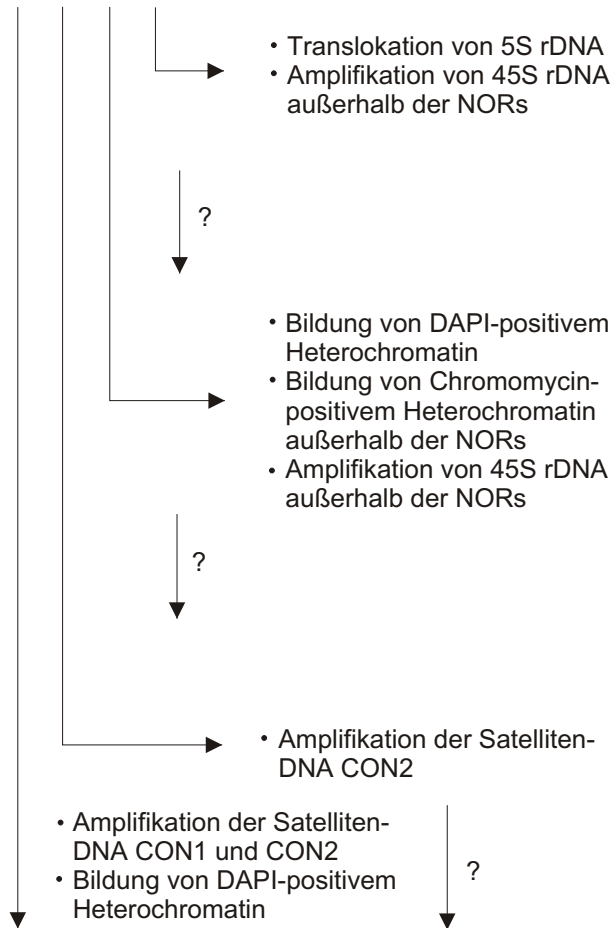 • Translokation von 5S rDNA
• Amplifikation von 45S rDNA
außerhalb der NORs
?
• Bildung von DAPI-positivem
Heterochromatin
• Bildung von Chromomycin-
positivem Heterochromatin
außerhalb der NORs
• Amplifikation von 45S rDNA
außerhalb der NORs
?
• Amplifikation der Satelliten-
DNA CON2
• Amplifikation der Satelliten-
DNA CON1 und CON2
• Bildung von DAPI-positivem
Heterochromatin
?